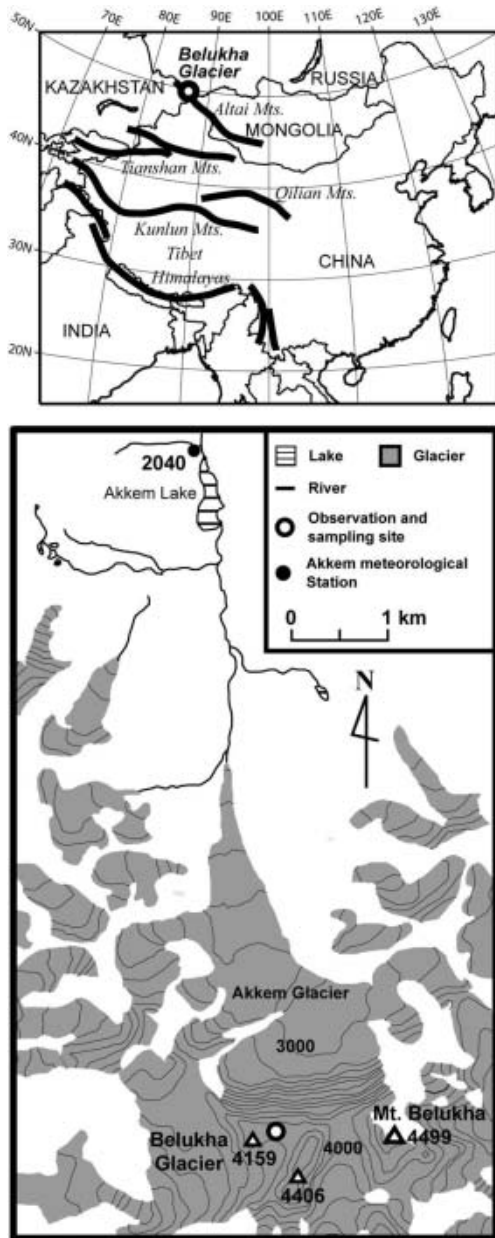 50N
70E
80E
90E
100E
110E
120E
130E
Belukha
Glacier
KAZAKHSTAN
RUSSIA
Altai Mts.
MONGOLIA
40N
Tianshan Mts.
Qilian Mts.
Kunlun Mts.
30N
Tibet
CHINA
Himalayas
INDIA
20N
2040
Akkem Lake
Lake
Glacier
River
Observation and
sampling site
Akkem meteorological
Station
0
1 km
N
Akkem Glacier
3000
Mt. Belukha
4499
Belukha
Glacier
4159
4000
4406